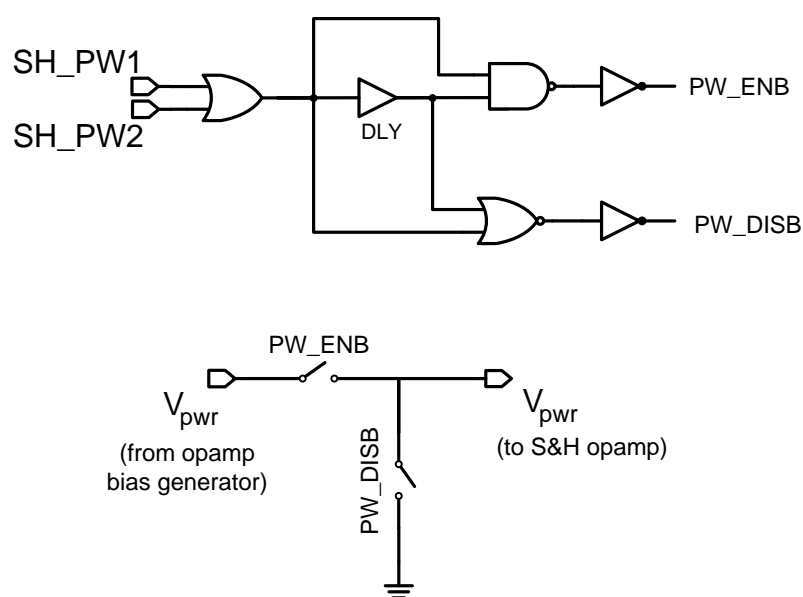 SH_PW1
SH_PW2
DLY
PW_ENB
PW_DISB
PW_ENB
Vpwr
(from opamp
bias generator)
PW_DISB
Vpwr
(to S&H opamp)